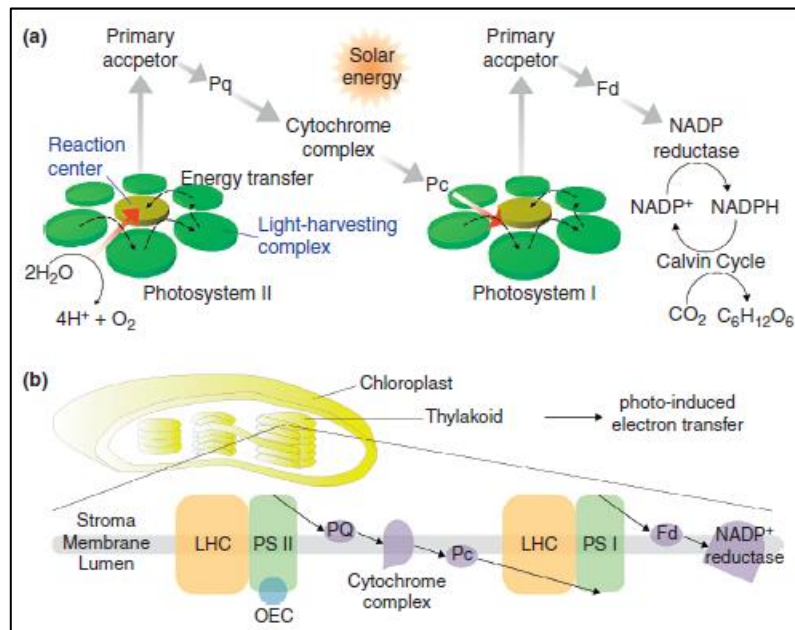 (a)
Primary
accpetor
Pq
Solar
energy
Cytochrome
complex
Primary
accpetor
Fd
NADP
reductase
Reaction
center
Energy transfer
Light-harvesting
complex
Pc
NADP⁺ NADPH
Calvin Cycle
2H₂O
4H⁺ + O₂
Photosystem II
Photosystem I
CO₂ C₆H₁₂O₆
(b)
Chloroplast
Thylakoid
photo-induced
electron transfer
Stroma
Membrane
Lumen
LHC
PS II
OEC
PQ
Cytochrome
complex
Pc
LHC
PS I
Fd
NADP⁺
reductase